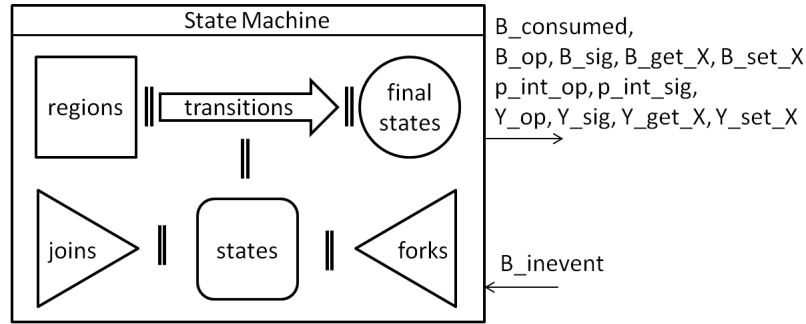 State Machine
B_consumed,
B_op, B_sig, B_get_X, B_set_X
p_int_op, p_int_sig,
Y_op, Y_sig, Y_get_X, Y_set_X
regions
transitions
final
states
joins
states
forks
B_inevent